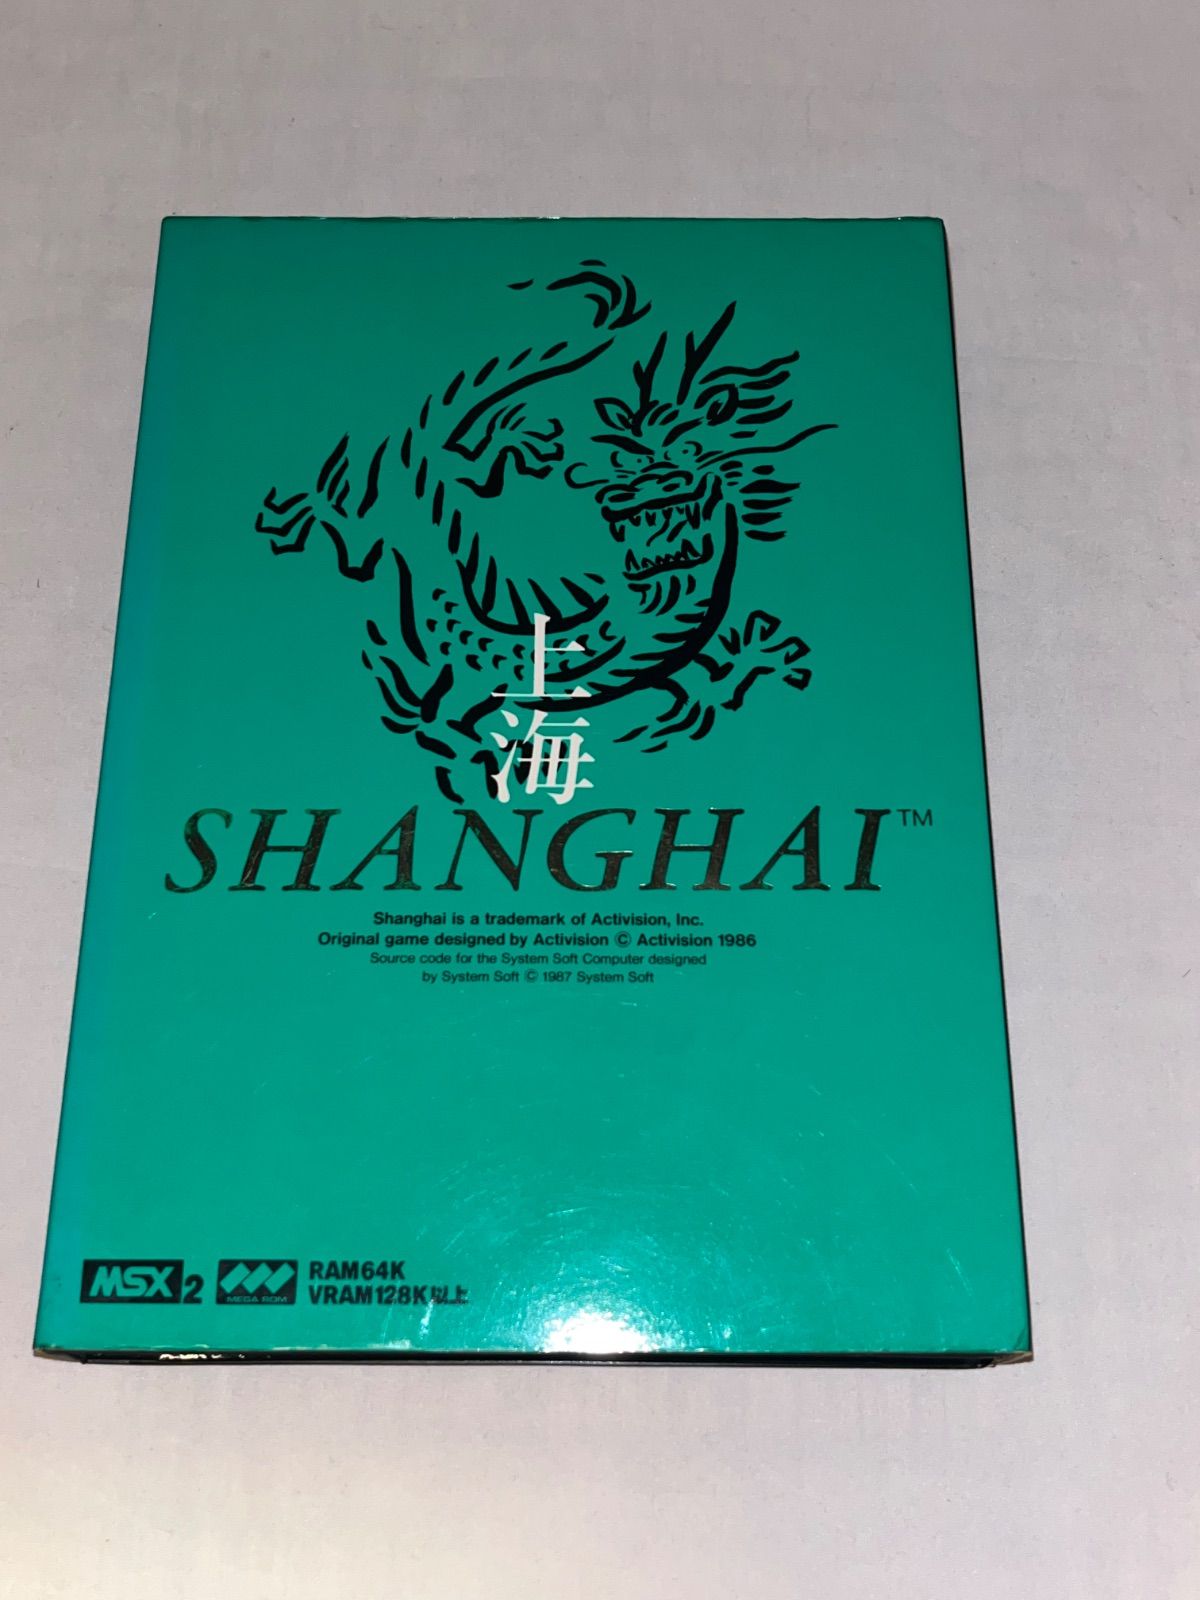 上海
SHANGHAI™
Shanghai is a trademark of Activision, Inc.
Original game designed by Activision © Activision 1986
Source code for the System Soft Computer designed
by System Soft © 1987 System Soft
MSX2 MEGA ROM
RAM64K
VRAM128K以上